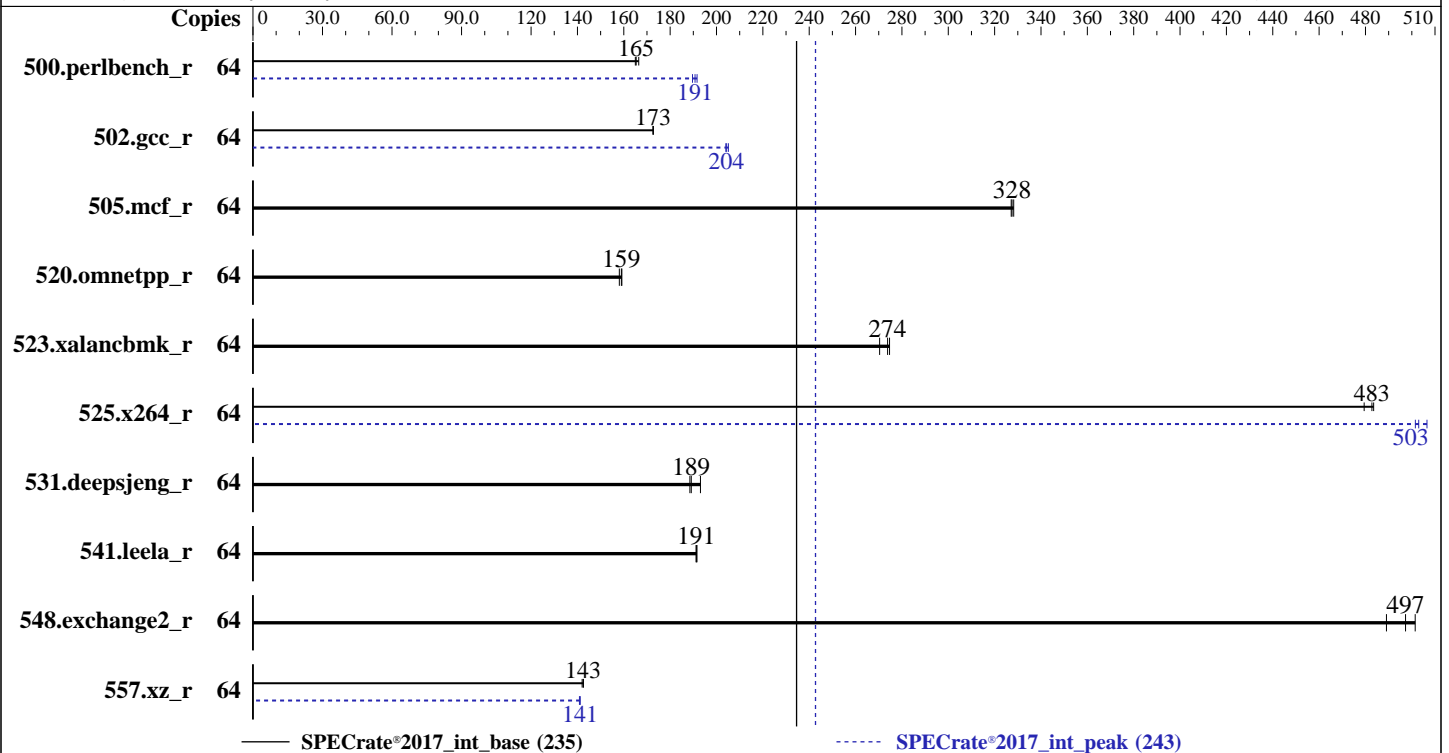 Copies 0 30.0 60.0 90.0 120 140 160 180 200 220 240 260 280 300 320 340 360 380 400 420 440 460 480 510
500.perlbench_r 64 165
191
502.gcc_r 64 173
204
505.mcf_r 64 328
520.omnetpp_r 64 159
523.xalancbmk_r 64 274
525.x264_r 64 483
503
531.deepsjeng_r 64 189
541.leela_r 64 191
548.exchange2_r 64 497
557.xz_r 64 143
141
SPECrate®2017_int_base (235) SPECrate®2017_int_peak (243)